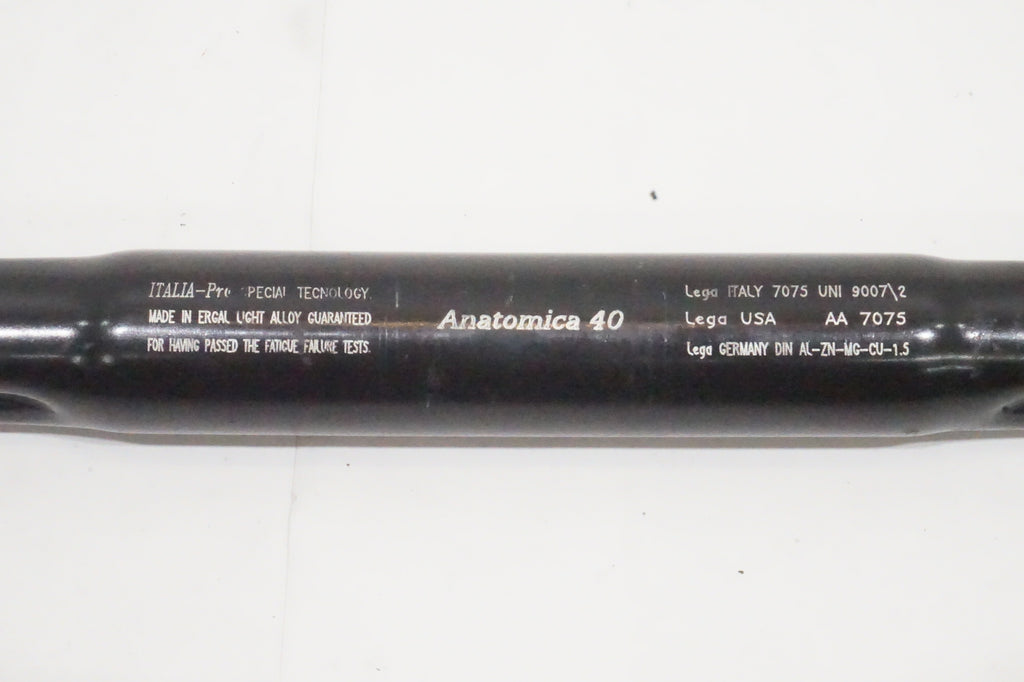 ITALIA-Pro SPECIAL TECNOLOGY
MADE IN ERGAL LIGHT ALLOY GUARANTEED
FOR HAVING PASSED THE FATIGUE FAILURE TESTS.
Anatomica 40
Lega ITALY 7075 UNI 9007\2
Lega USA AA 7075
Lega GERMANY DIN AL-ZN-MG-CU-1.5